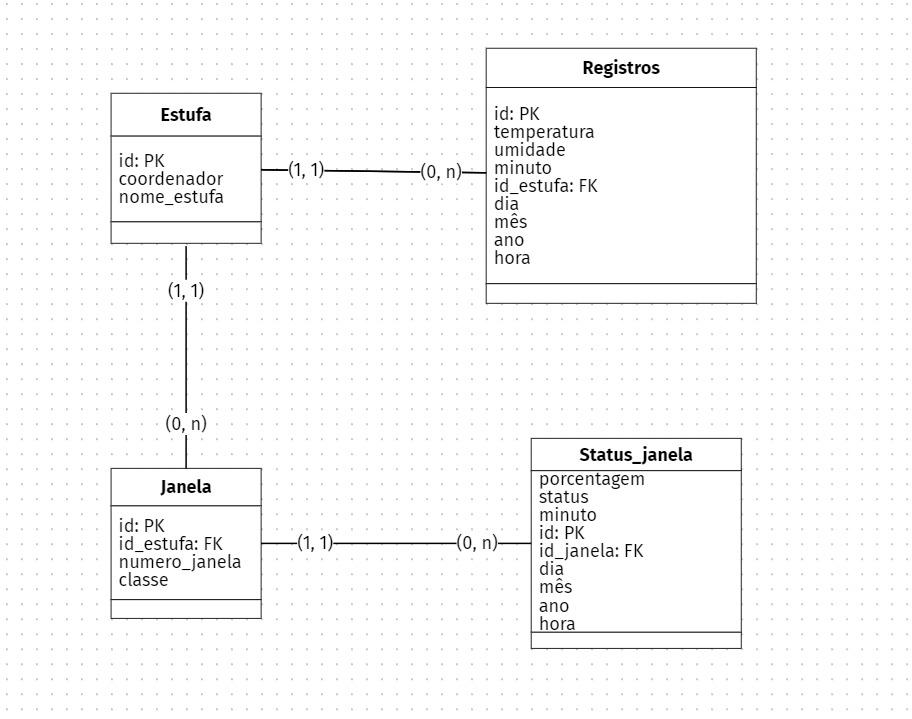 Estufa
id: PK
coordenador
nome_estufa
(1, 1)
(0, n)
Registros
id: PK
temperatura
umidade
minuto
id_estufa: FK
dia
mês
ano
hora
(1, 1)
(0, n)
Janela
id: PK
id_estufa: FK
numero_janela
classe
(1, 1)
(0, n)
Status_janela
porcentagem
status
minuto
id: PK
id_janela: FK
dia
mês
ano
hora